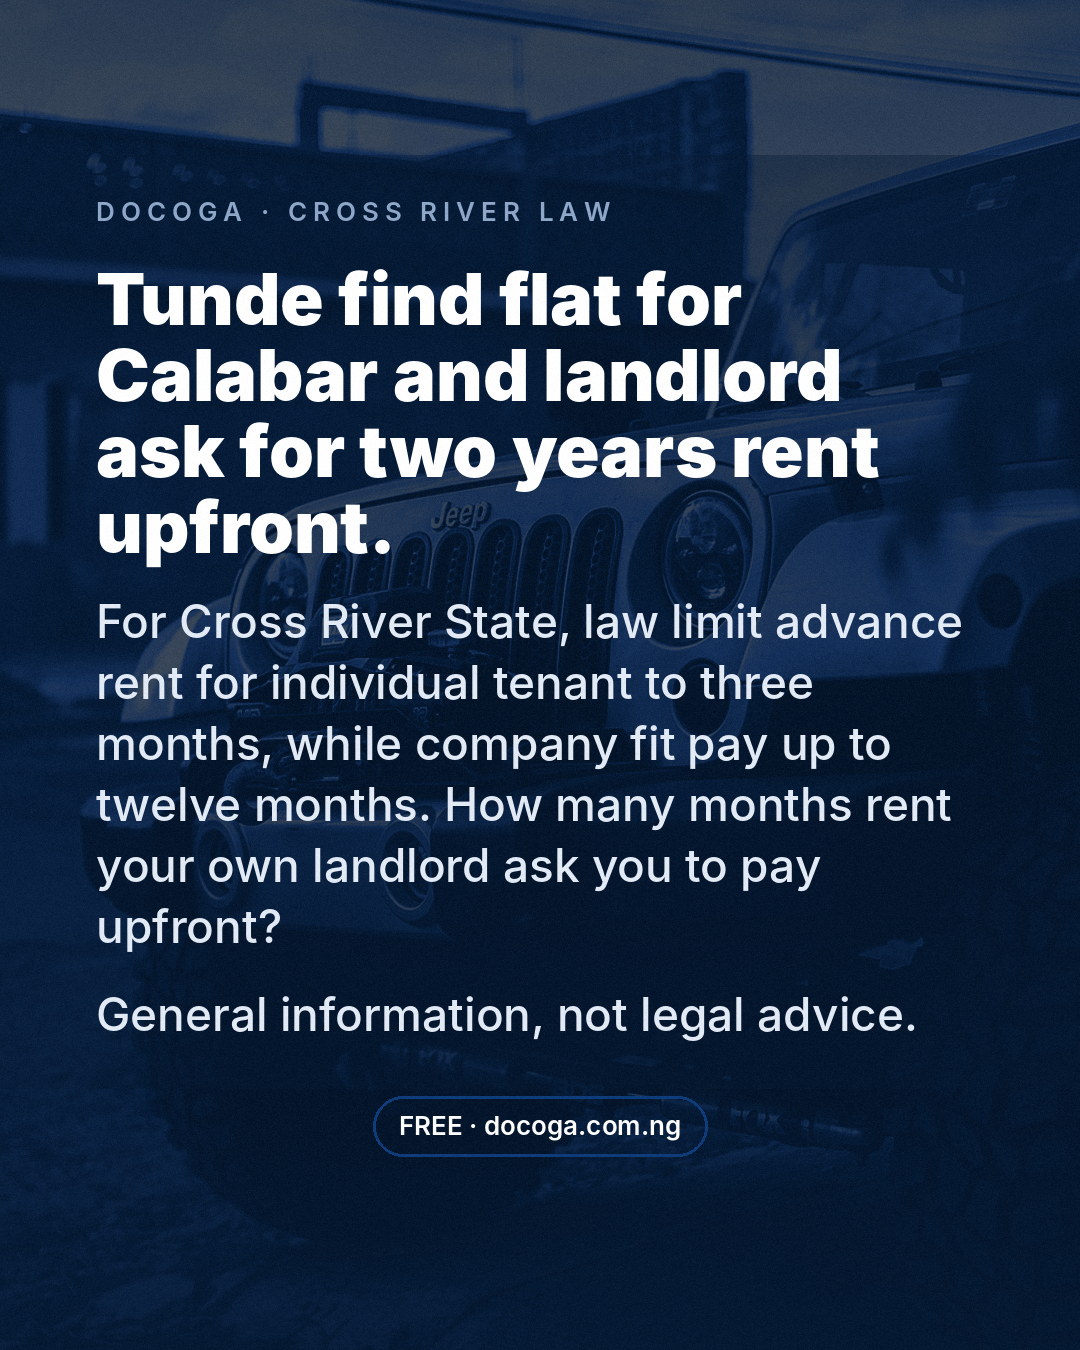 DOCOGA · CROSS RIVER LAW
Tunde find flat for
Calabar and landlord
ask for two years rent
upfront.
Jeep
For Cross River State, law limit advance
rent for individual tenant to three
months, while company fit pay up to
twelve months. How many months rent
your own landlord ask you to pay
upfront?
General information, not legal advice.
FREE · docoga.com.ng